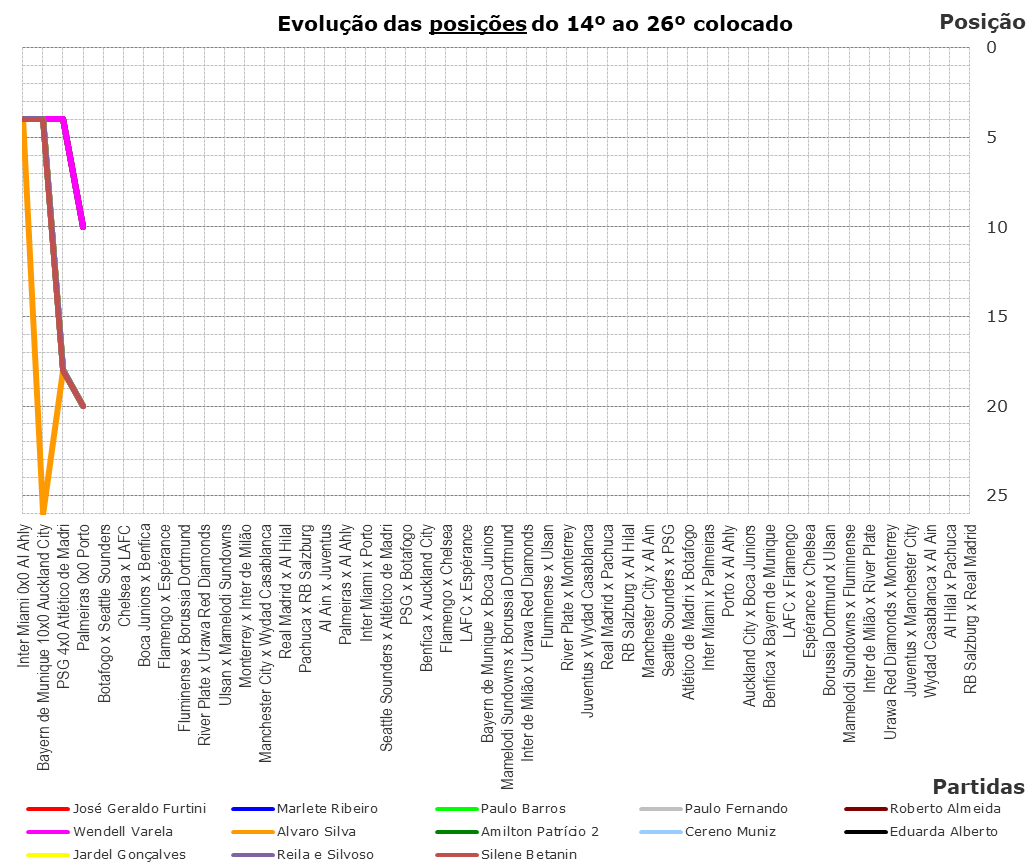 Evolução das posições do 14º ao 26º colocado
Posição
0
5
10
15
20
25
Inter Miami 0x0 Al Ahly
Bayern de Munique 10x0 Auckland City
PSG 4x0 Atlético de Madri
Palmeiras 0x0 Porto
Botafogo x Seattle Sounders
Chelsea x LAFC
Boca Juniors x Benfica
Flamengo x Espérance
Fluminense x Borussia Dortmund
River Plate x Urawa Red Diamonds
Ulsan x Mamelodi Sundowns
Monterrey x Inter de Milão
Manchester City x Wydad Casablanca
Real Madrid x Al Hilal
Pachuca x RB Salzburg
Al Ain x Juventus
Palmeiras x Al Ahly
Inter Miami x Porto
Seattle Sounders x Atlético de Madri
PSG x Botafogo
Benfica x Auckland City
Flamengo x Chelsea
LAFC x Espérance
Bayern de Munique x Boca Juniors
Mamelodi Sundowns x Borussia Dortmund
Inter de Milão x Urawa Red Diamonds
Fluminense x Ulsan
River Plate x Monterrey
Juventus x Wydad Casablanca
Real Madrid x Pachuca
RB Salzburg x Al Hilal
Manchester City x Al Ain
Seattle Sounders x PSG
Atlético de Madri x Botafogo
Inter Miami x Palmeiras
Porto x Al Ahly
Auckland City x Boca Juniors
Benfica x Bayern de Munique
LAFC x Flamengo
Espérance x Chelsea
Borussia Dortmund x Ulsan
Mamelodi Sundowns x Fluminense
Inter de Milão x River Plate
Urawa Red Diamonds x Monterrey
Juventus x Manchester City
Wydad Casablanca x Al Ain
Al Hilal x Pachuca
RB Salzburg x Real Madrid
Partidas
José Geraldo Furtini
Marlete Ribeiro
Paulo Barros
Paulo Fernando
Roberto Almeida
Wendell Varela
Alvaro Silva
Amilton Patrício 2
Cereno Muniz
Eduarda Alberto
Jardel Gonçalves
Reila e Silvoso
Silene Betanin